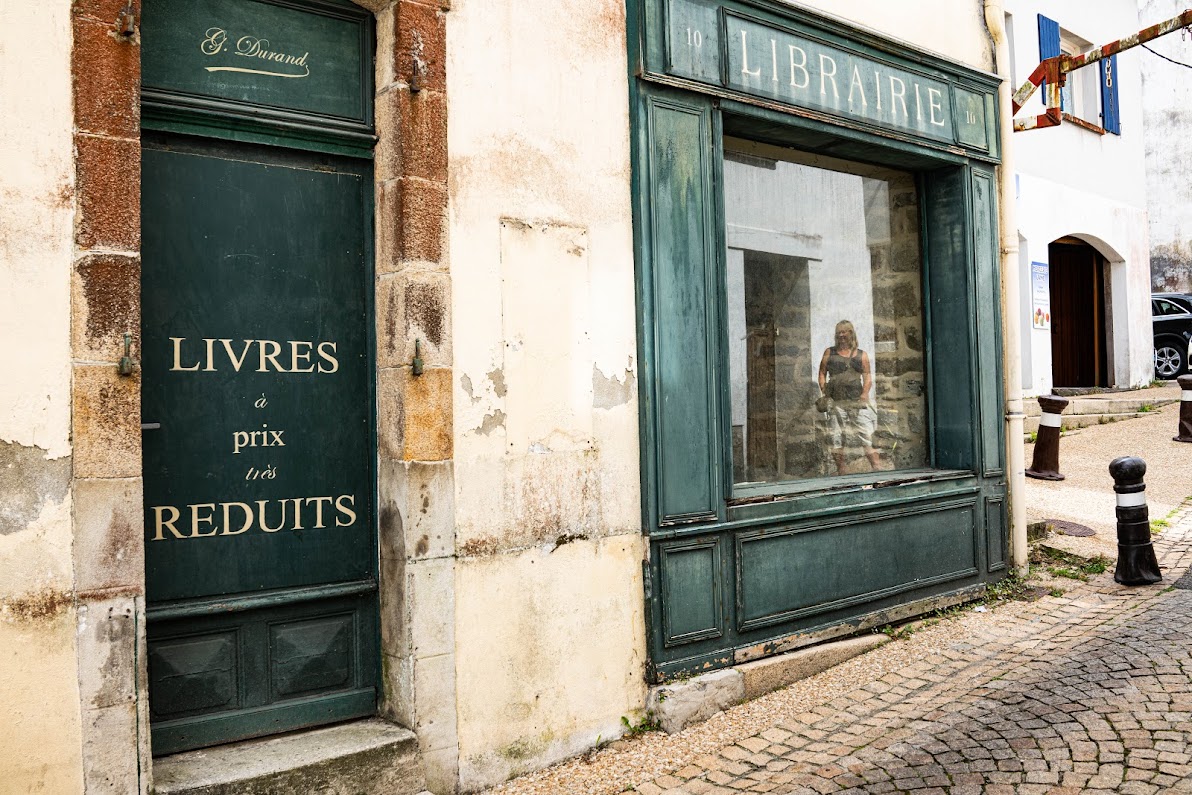 G. Durand
LIVRES
à
prix
très
REDUITS
10 LIBRAIRIE 10